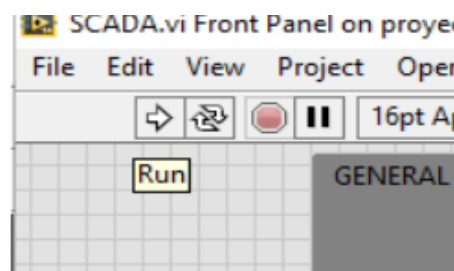 SCADA.vi Front Panel on proyec
File Edit View Project Oper
16pt Ap
Run
GENERAL